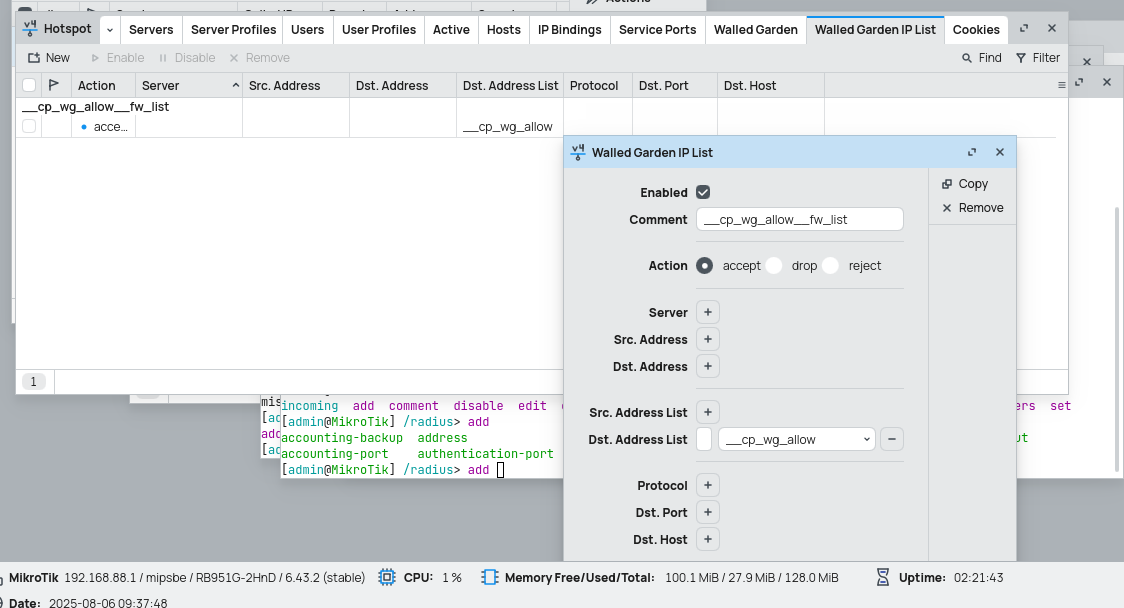 Hotspot Servers Server Profiles Users User Profiles Active Hosts IP Bindings Service Ports Walled Garden Walled Garden IP List Cookies
New Enable Disable Remove Find Filter
Action Server Src. Address Dst. Address Dst. Address List Protocol Dst. Port Dst. Host
__cp_wg_allow__fw_list
acce... __cp_wg_allow
Walled Garden IP List
Enabled
Comment __cp_wg_allow__fw_list
Action accept drop reject
Server
Src. Address
Dst. Address
Src. Address List
Dst. Address List __cp_wg_allow
Protocol
Dst. Port
Dst. Host
Copy
Remove
1
incoming add comment disable edit
set
[admin@MikroTik] /radius> add
accounting-backup address
accounting-port authentication-port
[admin@MikroTik] /radius> add
MikroTik 192.168.88.1 / mipsbe / RB951G-2HnD / 6.43.2 (stable) CPU: 1 % Memory Free/Used/Total: 100.1 MiB / 27.9 MiB / 128.0 MiB Uptime: 02:21:43
Date: 2025-08-06 09:37:48